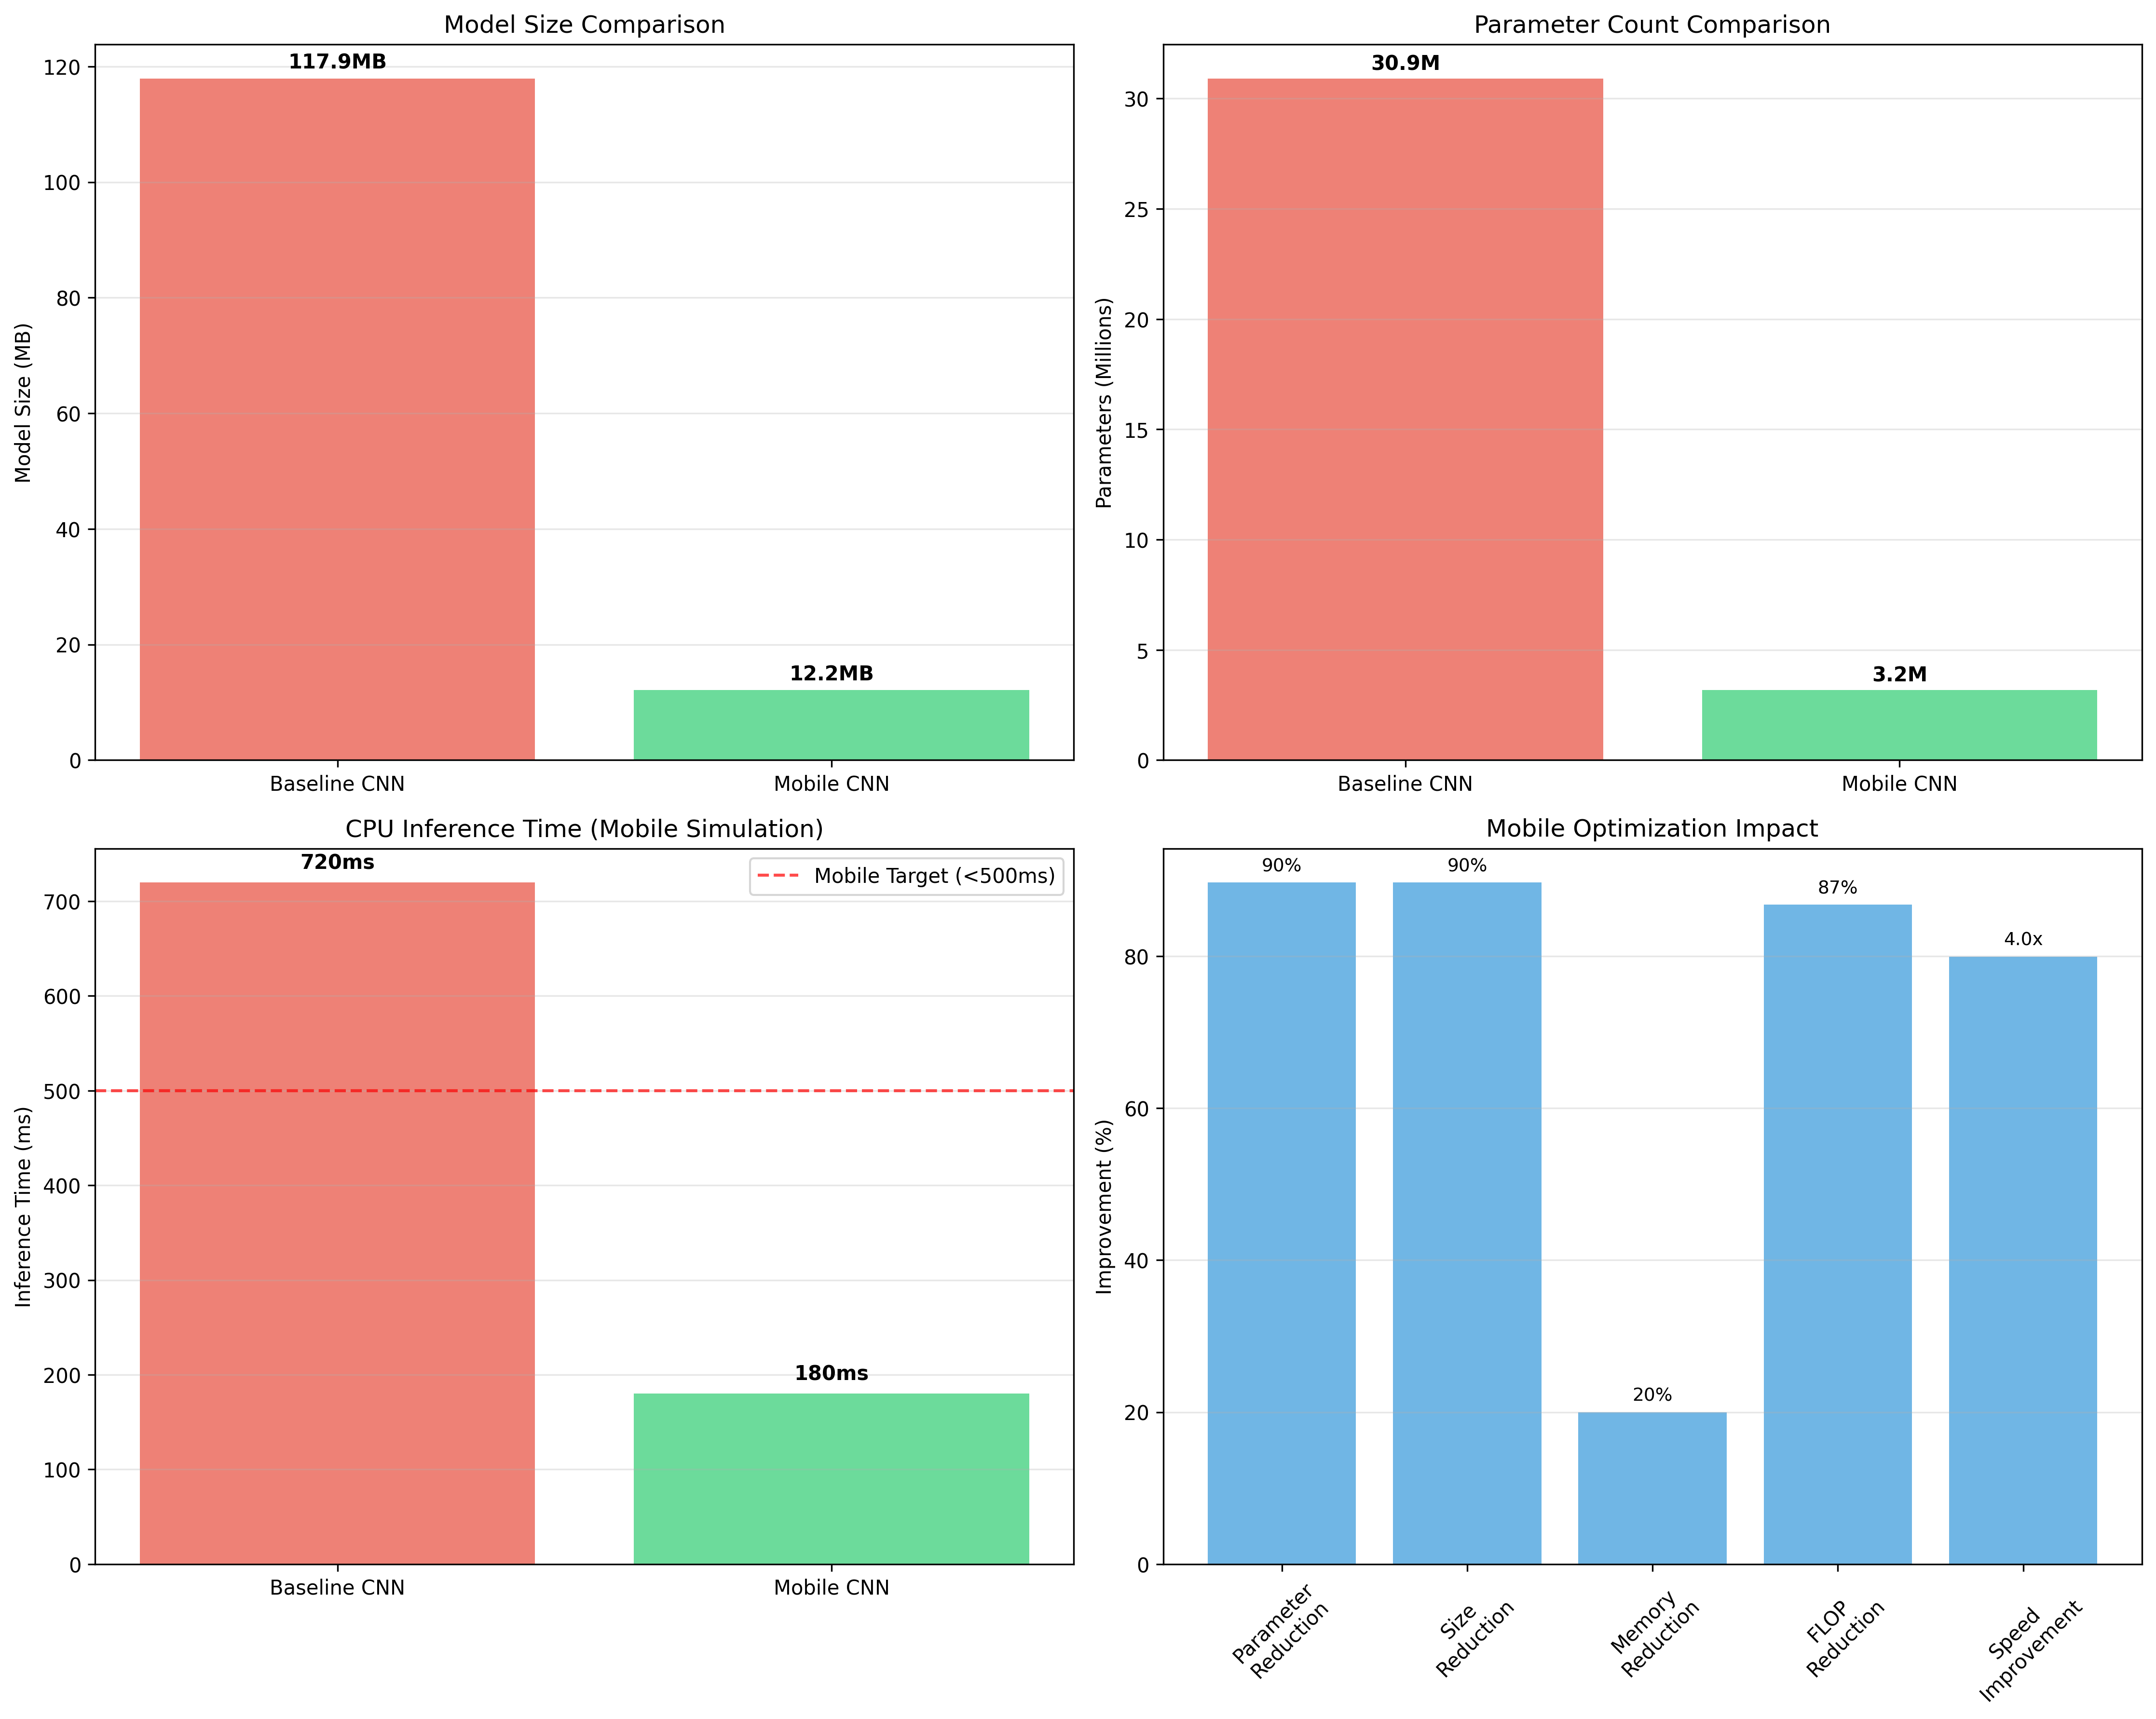 Model Size Comparison
Model Size (MB)
120
100
80
60
40
20
0
117.9MB
12.2MB
Baseline CNN
Mobile CNN
Parameter Count Comparison
Parameters (Millions)
30
25
20
15
10
5
0
30.9M
3.2M
Baseline CNN
Mobile CNN
CPU Inference Time (Mobile Simulation)
Inference Time (ms)
700
600
500
400
300
200
100
0
720ms
Mobile Target (<500ms)
180ms
Baseline CNN
Mobile CNN
Mobile Optimization Impact
Improvement (%)
80
60
40
20
0
90%
90%
20%
87%
4.0x
Parameter
Reduction
Size
Reduction
Memory
Reduction
FLOP
Reduction
Speed
Improvement